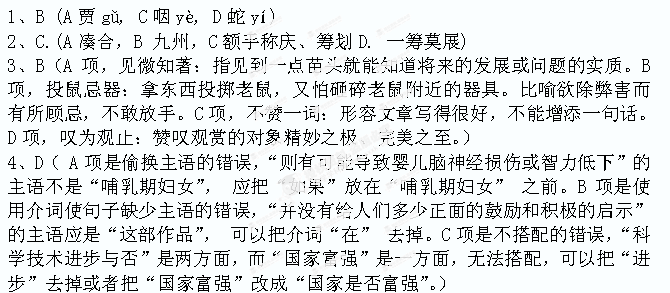 1、B(A 贾 gǔ, C 咽 yè, D 蛇 yí)
2、C.(A 凑合，B 九州，C 额手称庆、筹划 D. 一筹莫展)
3、B（A 项，见微知著：指见到一点苗头就能知道将来的发展或问题的实质。B
项，投鼠忌器：拿东西投掷老鼠，又怕砸碎老鼠附近的器具。比喻欲除弊害而
有所顾忌，不敢放手。C项，不赞一词：形容文章写得很好，不能增添一句话。
D 项，叹为观止：赞叹观赏的对象精妙之极、完美之至。）
4、D（ A 项是偷换主语的错误，“则有可能导致婴儿脑神经损伤或智力低下”的
主语不是“哺乳期妇女”， 应把“如果”放在“哺乳期妇女” 之前。B 项是使
用介词使句子缺少主语的错误，“并没有给人们多少正面的鼓励和积极的启示”
的主语应是“这部作品”， 可以把介词“在” 去掉。C项是不搭配的错误，“科
学技术进步与否”是两方面，而“国家富强”是一方面，无法搭配，可以把“进
步”去掉或者把“国家富强”改成“国家是否富强”。）